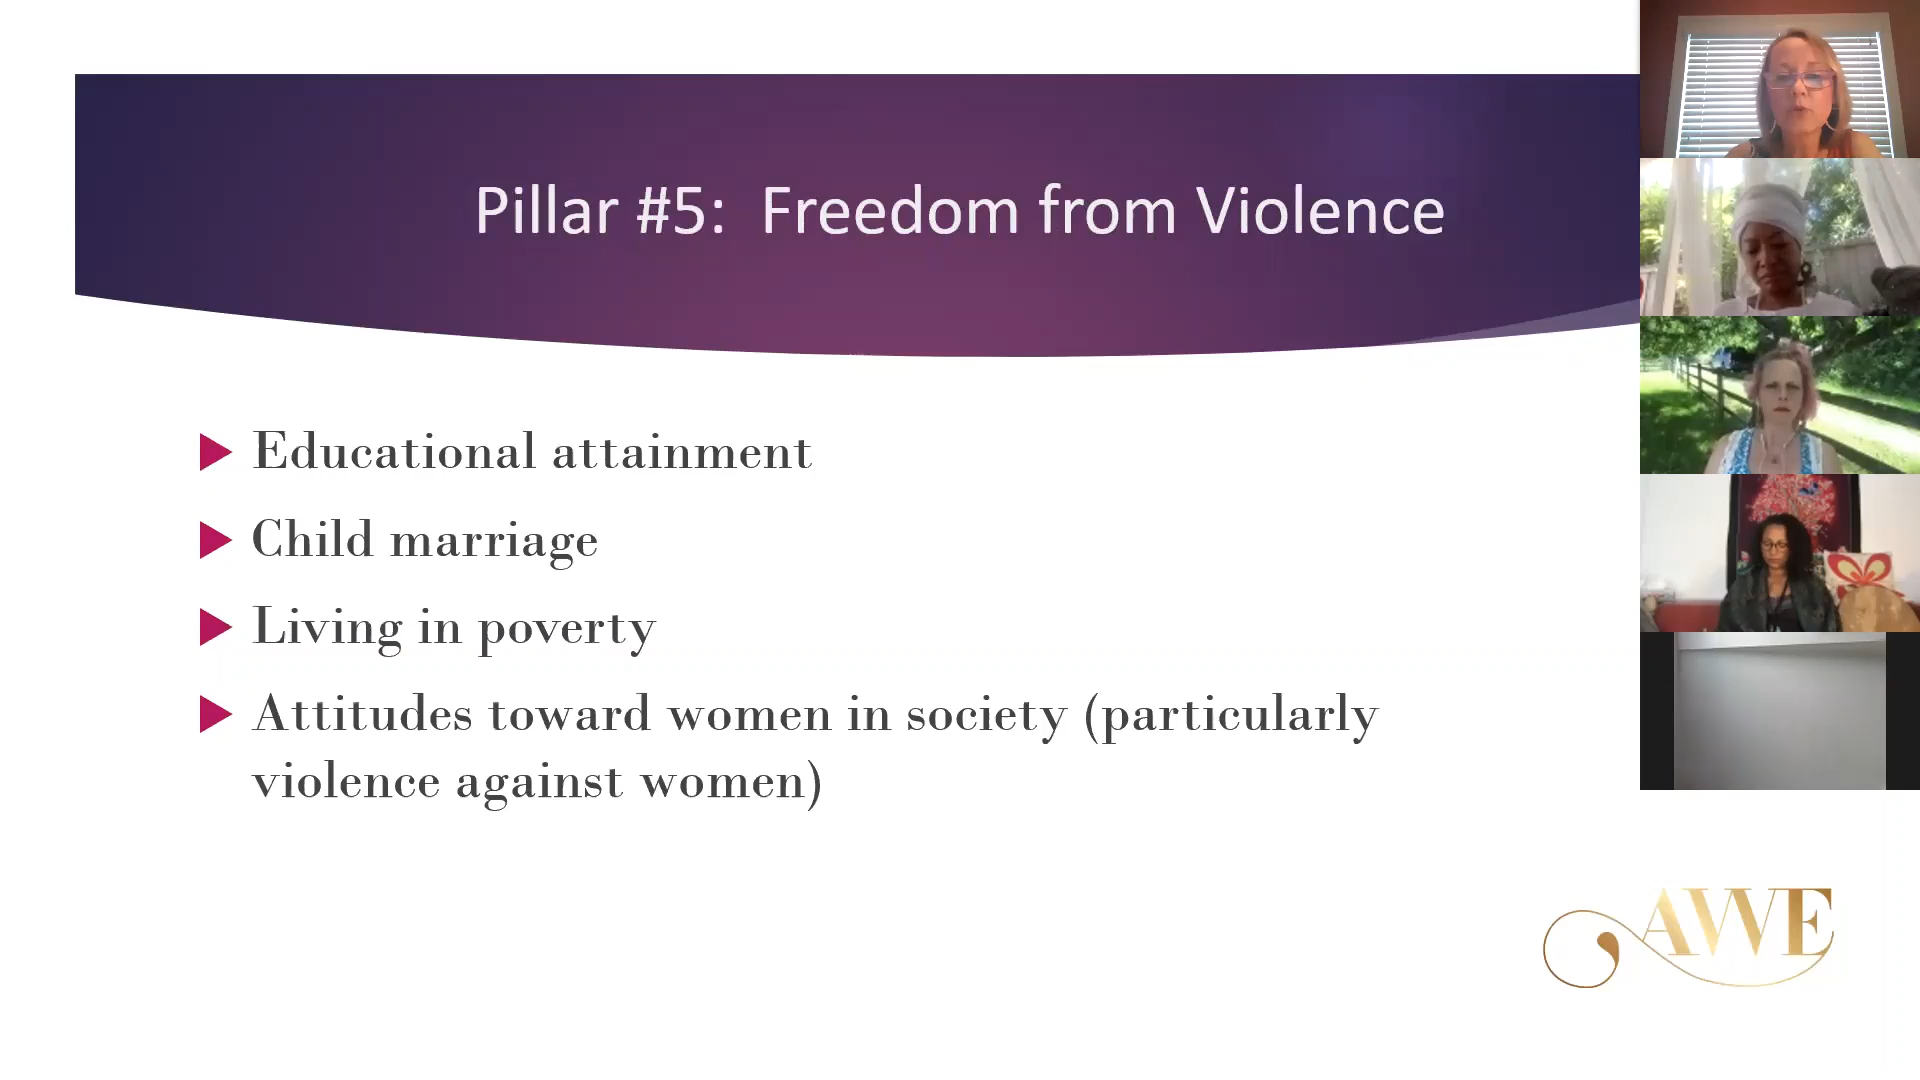 Pillar #5: Freedom from Violence
Educational attainment
Child marriage
Living in poverty
Attitudes toward women in society (particularly
violence against women)
AWE